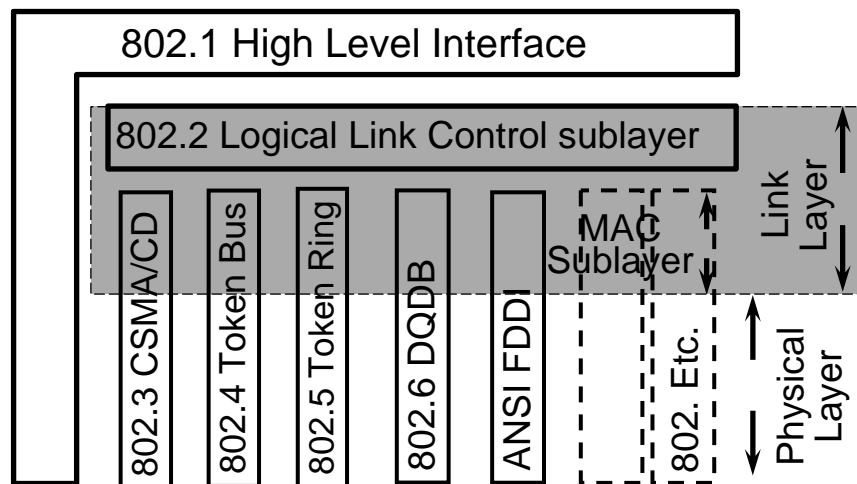 802.1 High Level Interface
802.2 Logical Link Control sublayer
802.3 CSMA/CD
802.4 Token Bus
802.5 Token Ring
802.6 DQDB
ANSI FDDI
MAC
Sublayer
802. Etc.
Link
Layer
Physical
Layer